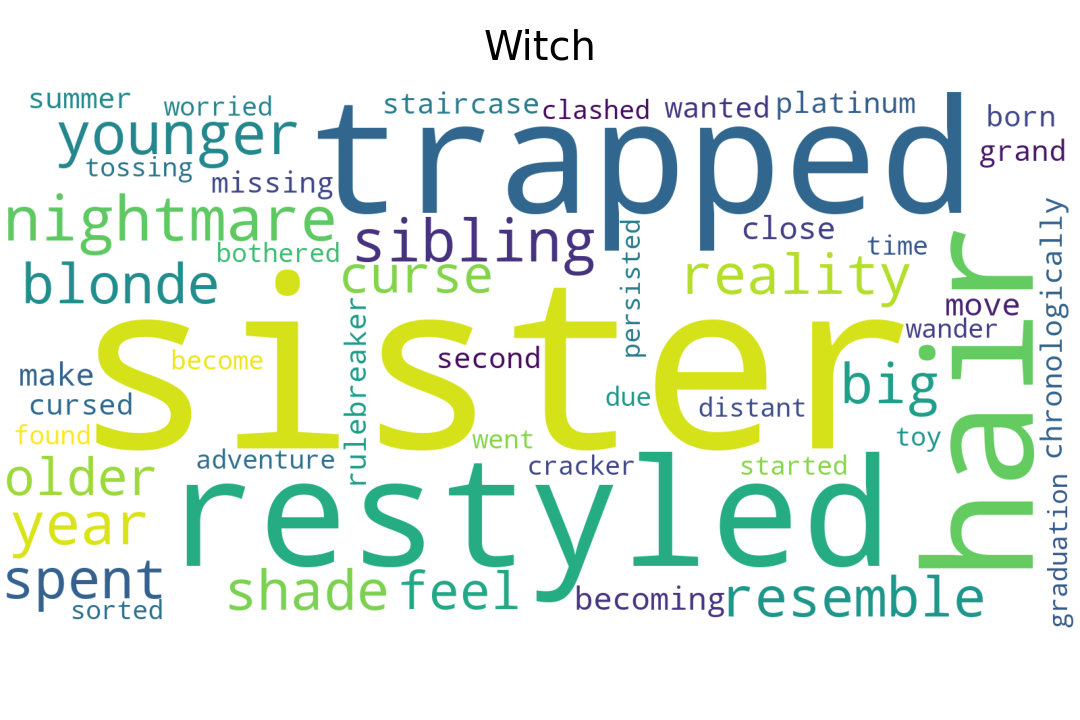 Witch
summer
worried
staircase
clashed
wanted
platinum
born
younger
trapped
grand
tossing
missing
nightmare
sibling
persisted
close
time
chronologically
bothered
blonde
curse
reality
hair
move
sister
rulebreaker
wander
become
second
make
big
cursed
due
distant
found
went
toy
adventure
cracker
started
older
restyled
graduation
year
spent
shade
feel
becoming
resemble
sorted